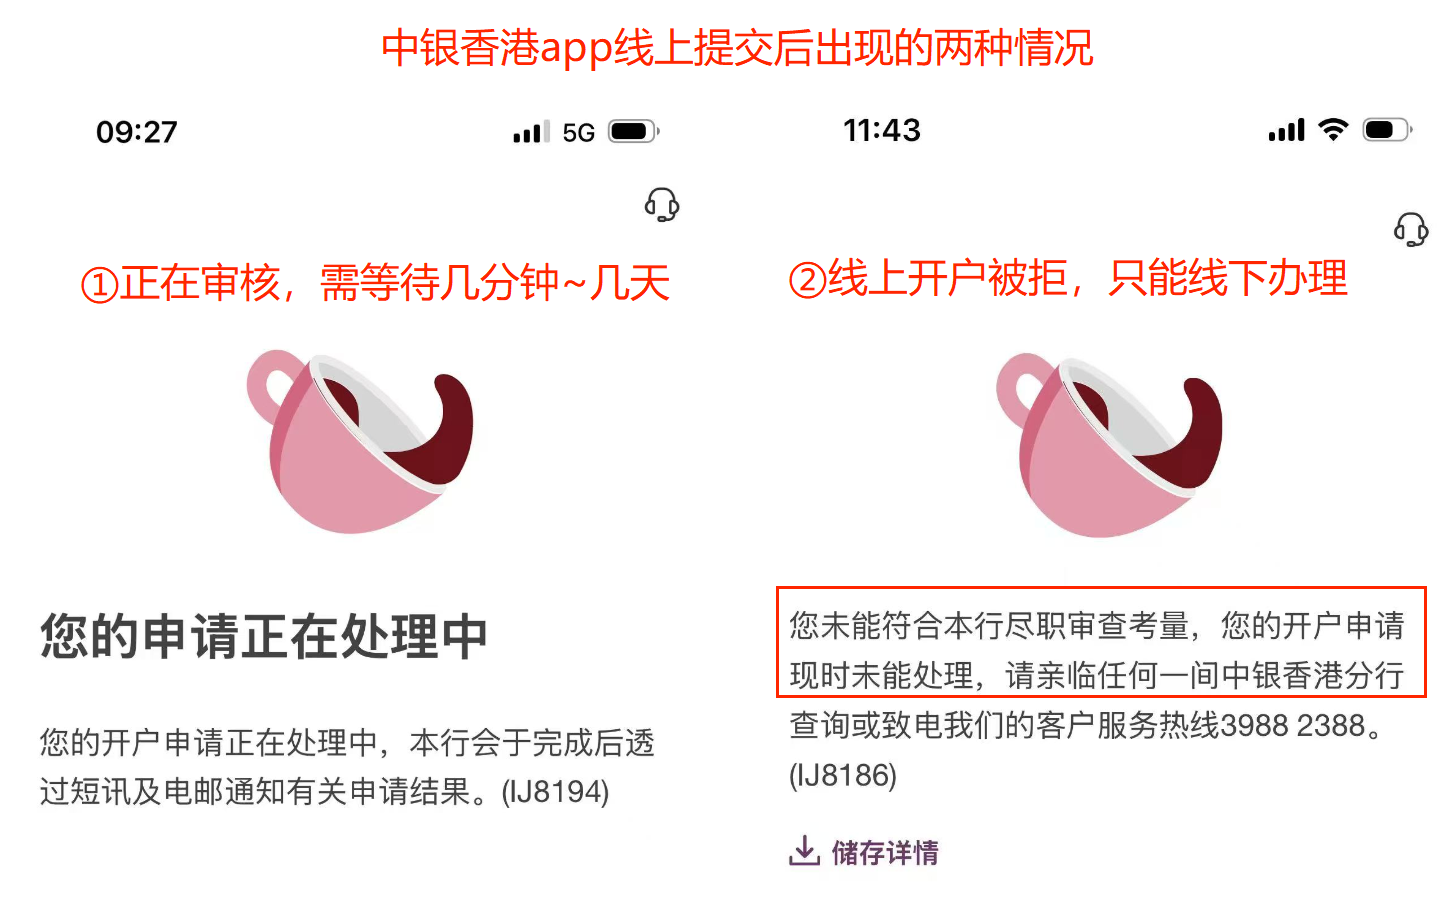 中银香港app线上提交后出现的两种情况
09:27
5G
①正在审核，需等待几分钟~几天
您的申请正在处理中
您的开户申请正在处理中，本行会于完成后透
过短讯及电邮通知有关申请结果。(IJ8194)
11:43
②线上开户被拒，只能线下办理
您未能符合本行尽职审查考量，您的开户申请
现时未能处理，请亲临任何一间中银香港分行
查询或致电我们的客户服务热线3988 2388。
(IJ8186)
储存详情